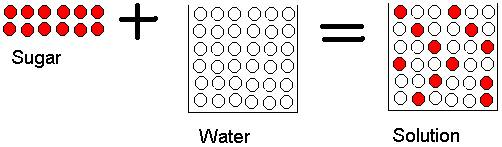 Sugar
+
Water
=
Solution